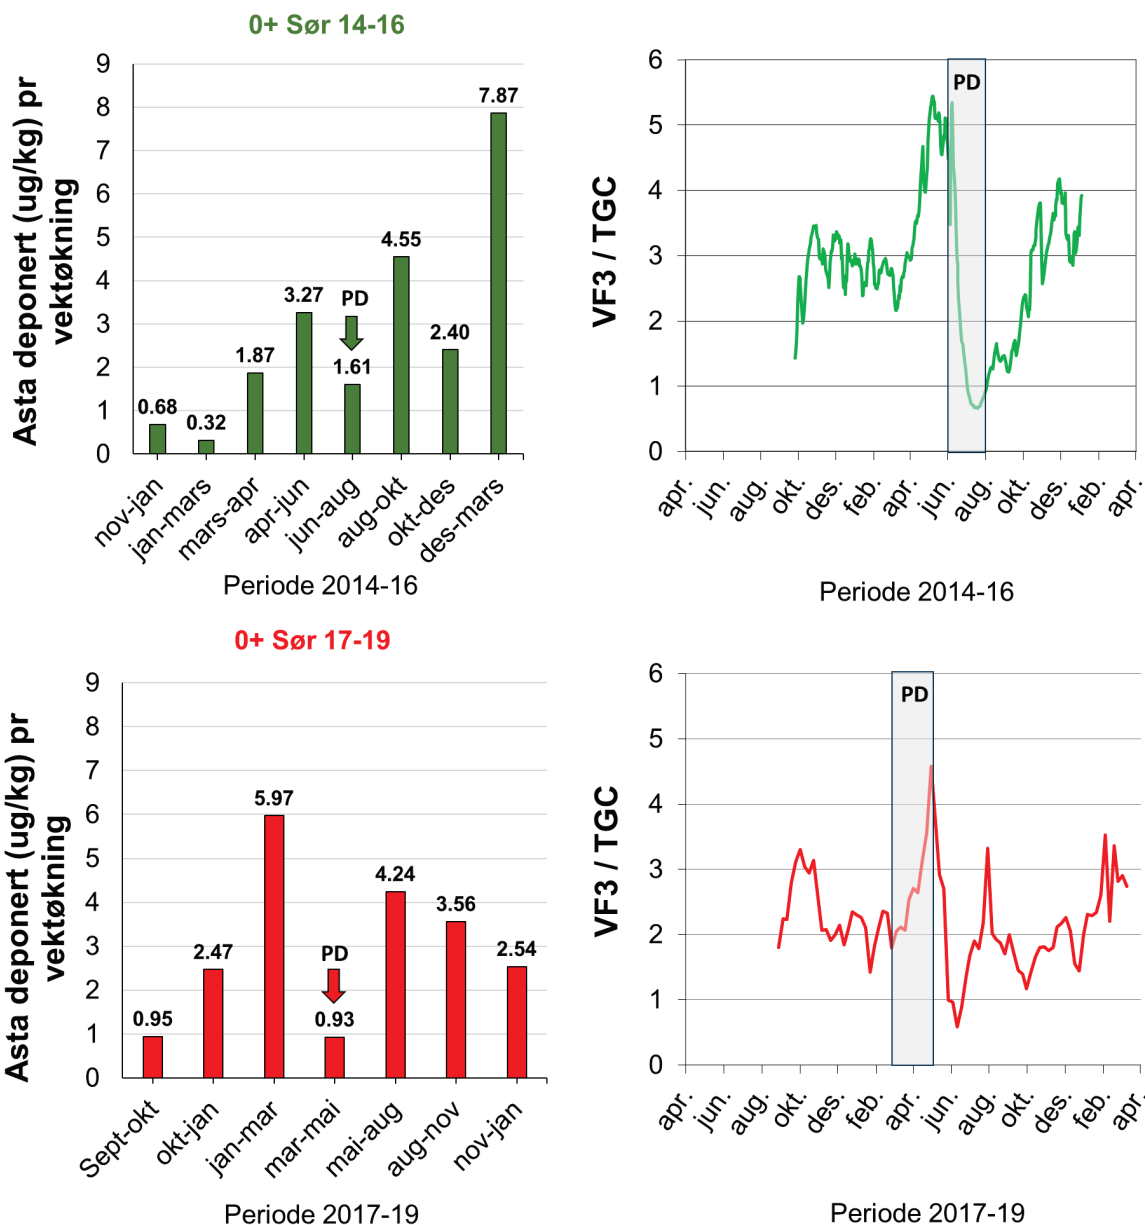 0+ Sør 14-16
Asta deponert (ug/kg) pr
vektøkning
9
8
7
6
5
4
3
2
1
0
0.68
0.32
1.87
3.27
PD
1.61
4.55
2.40
7.87
nov-jan
jan-mars
mars-apr
apr-jun
jun-aug
aug-okt
okt-des
des-mars
Periode 2014-16
VF3 / TGC
6
5
4
3
2
1
0
PD
apr.
jun.
aug.
okt.
des.
feb.
apr.
jun.
aug.
okt.
des.
feb.
apr.
Periode 2014-16
0+ Sør 17-19
Asta deponert (ug/kg) pr
vektøkning
9
8
7
6
5
4
3
2
1
0
0.95
2.47
5.97
PD
0.93
4.24
3.56
2.54
Sept-okt
okt-jan
jan-mar
mar-mai
mai-aug
aug-nov
nov-jan
Periode 2017-19
VF3 / TGC
6
5
4
3
2
1
0
PD
apr.
jun.
aug.
okt.
des.
feb.
apr.
jun.
aug.
okt.
des.
feb.
apr.
Periode 2017-19